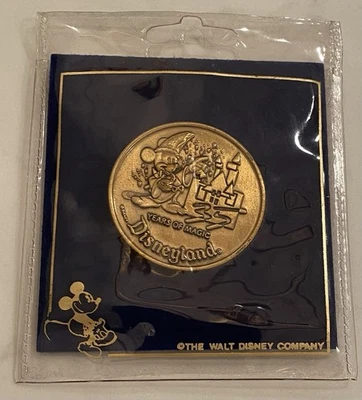 35
YEARS OF MAGIC
Disneyland
©THE WALT DISNEY COMPANY